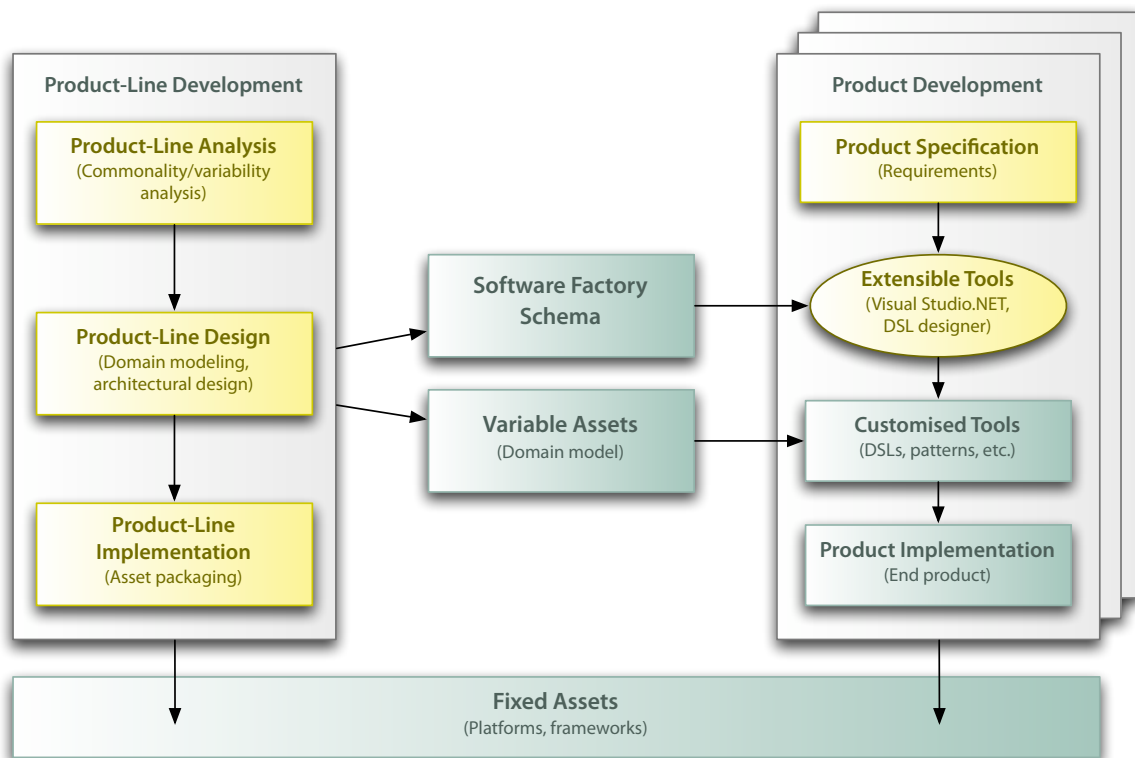 Product-Line Development
Product-Line Analysis
(Commonality/variability
analysis)
Product-Line Design
(Domain modeling,
architectural design)
Product-Line
Implementation
(Asset packaging)
Software Factory
Schema
Variable Assets
(Domain model)
Product Development
Product Specification
(Requirements)
Extensible Tools
(Visual Studio.NET,
DSL designer)
Customised Tools
(DSLs, patterns, etc.)
Product Implementation
(End product)
Fixed Assets
(Platforms, frameworks)